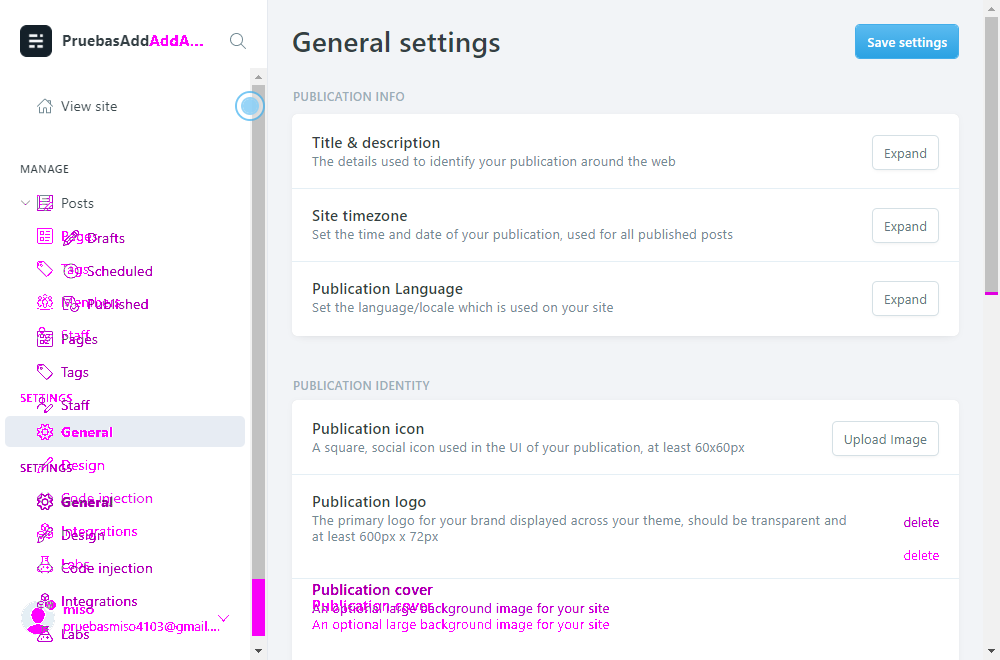 PruebasAddAddA...
General settings
Save settings
View site
PUBLICATION INFO
Title & description
The details used to identify your publication around the web
Expand
MANAGE
Posts
Site timezone
Set the time and date of your publication, used for all published posts
Expand
Pages
Drafts
Tags
Scheduled
Members
Published
Publication Language
Set the language/locale which is used on your site
Expand
Staff
Pages
Tags
PUBLICATION IDENTITY
SETTINGS
Staff
General
Publication icon
A square, social icon used in the UI of your publication, at least 60x60px
Upload Image
Design
SETTINGS
Code injection
General
Publication logo
The primary logo for your brand displayed across your theme, should be transparent and
at least 600px x 72px
delete
delete
Integrations
Design
Labs
Code injection
Publication cover
Publication cover
An optional large background image for your site
An optional large background image for your site
Integrations
miso
pruebasmiso4103@gmail...
Labs